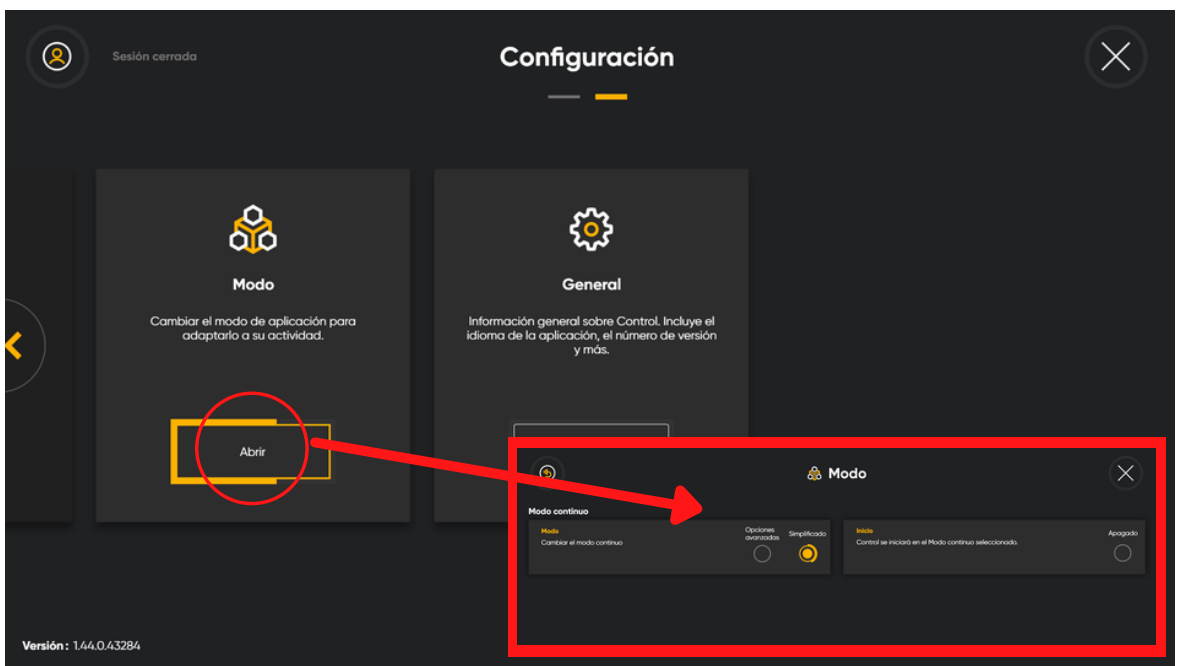 Sesión cerrada
Configuración
Modo
Cambiar el modo de aplicación para
adaptarlo a su actividad.
Abrir
General
Información general sobre Control. Incluye el
idioma de la aplicación, el número de versión
y más.
Modo
Modo continuo
Modo
Cambiar el modo continuo
Opciones
avanzadas
Simplificado
Inicio
Control se iniciará en el Modo continuo seleccionado.
Apagado
Versión : 1.44.0.43284